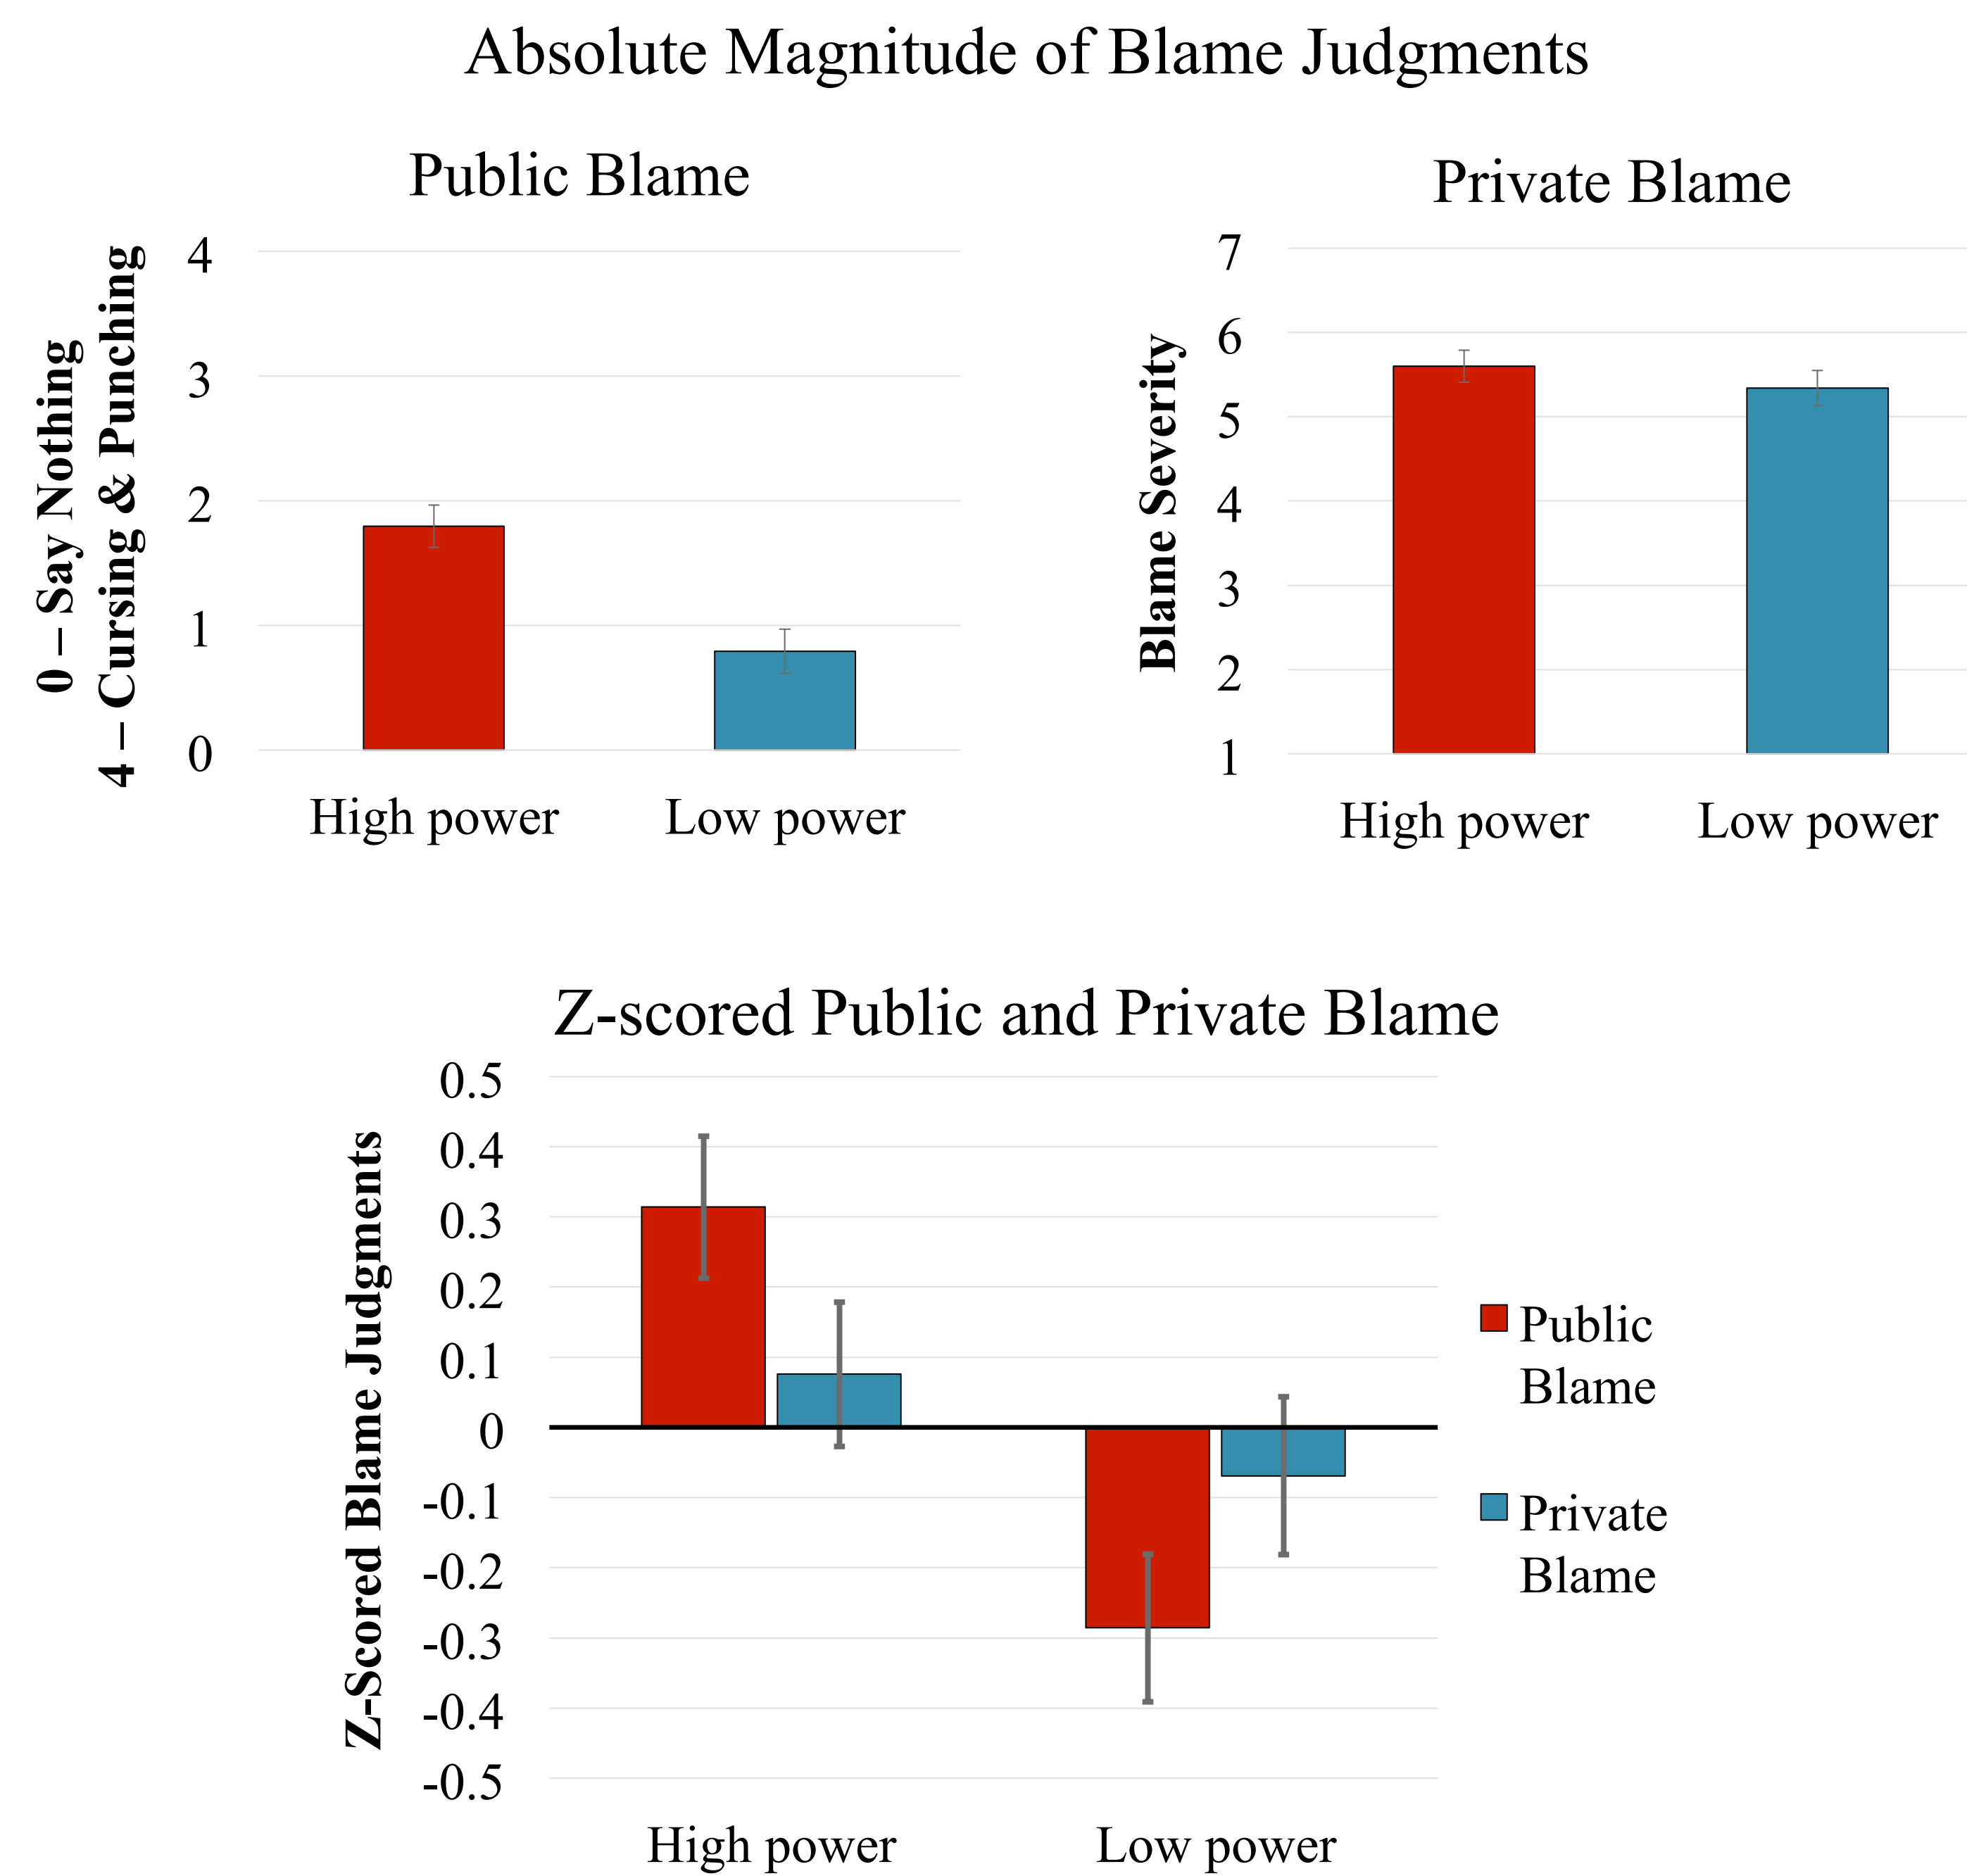 Absolute Magnitude of Blame Judgments
Public Blame
0 – Say Nothing
4 – Cursing & Punching
4
3
2
1
0
High power
Low power
Private Blame
Blame Severity
7
6
5
4
3
2
1
High power
Low power
Z-scored Public and Private Blame
Z-Scored Blame Judgments
0.5
0.4
0.3
0.2
0.1
0
-0.1
-0.2
-0.3
-0.4
-0.5
High power
Low power
Public
Blame
Private
Blame